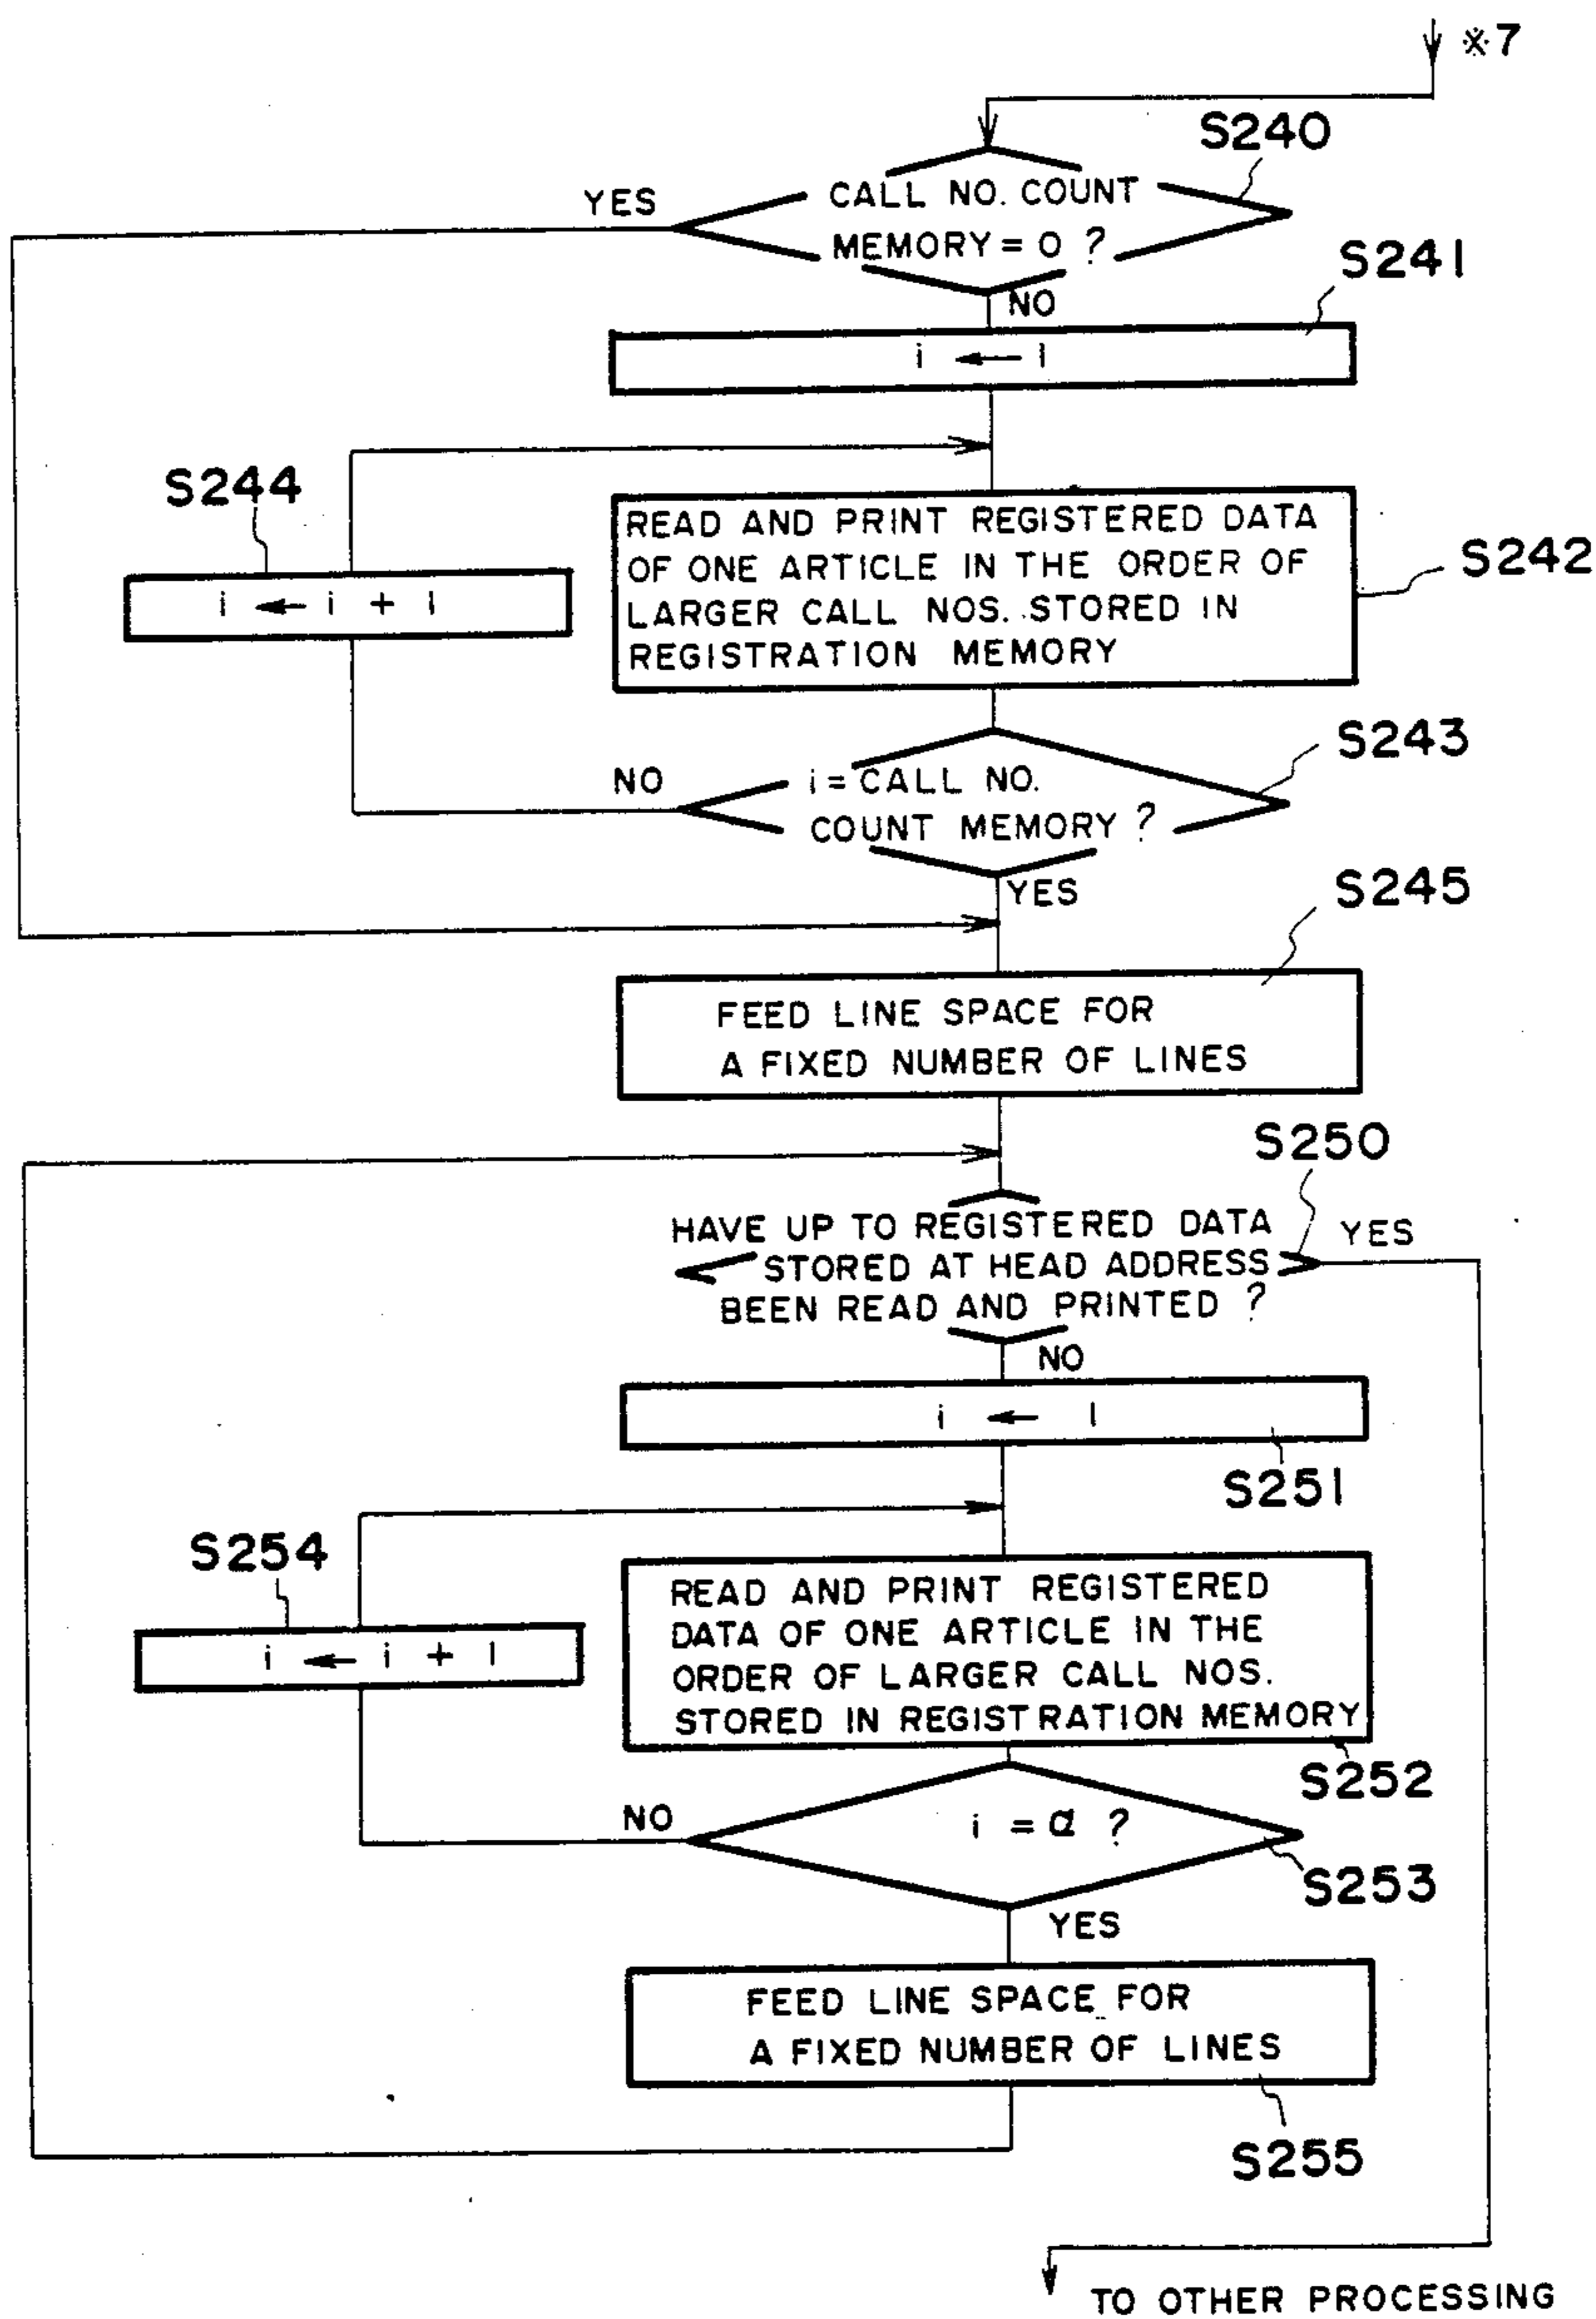 ※7
S240
YES
CALL NO. COUNT
MEMORY = 0 ?
S241
NO
i ← 1
S244
i ← i + 1
READ AND PRINT REGISTERED DATA
OF ONE ARTICLE IN THE ORDER OF
LARGER CALL NOS. STORED IN
REGISTRATION MEMORY
S242
S243
NO
i = CALL NO.
COUNT MEMORY ?
YES
S245
FEED LINE SPACE FOR
A FIXED NUMBER OF LINES
S250
HAVE UP TO REGISTERED DATA
STORED AT HEAD ADDRESS
BEEN READ AND PRINTED ?
YES
NO
i ← 1
S251
S254
i ← i + 1
READ AND PRINT REGISTERED
DATA OF ONE ARTICLE IN THE
ORDER OF LARGER CALL NOS.
STORED IN REGISTRATION MEMORY
S252
NO
i = α ?
S253
YES
FEED LINE SPACE FOR
A FIXED NUMBER OF LINES
S255
TO OTHER PROCESSING